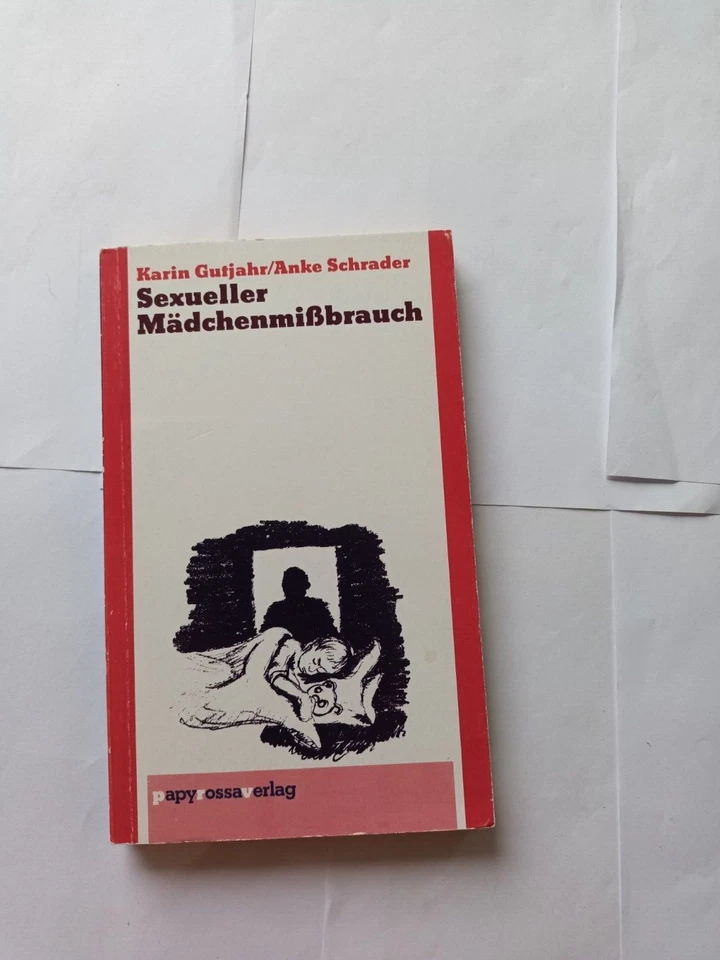 Karin Gutjahr/Anke Schrader
Sexueller
Mädchenmißbrauch
papyrossaverlag